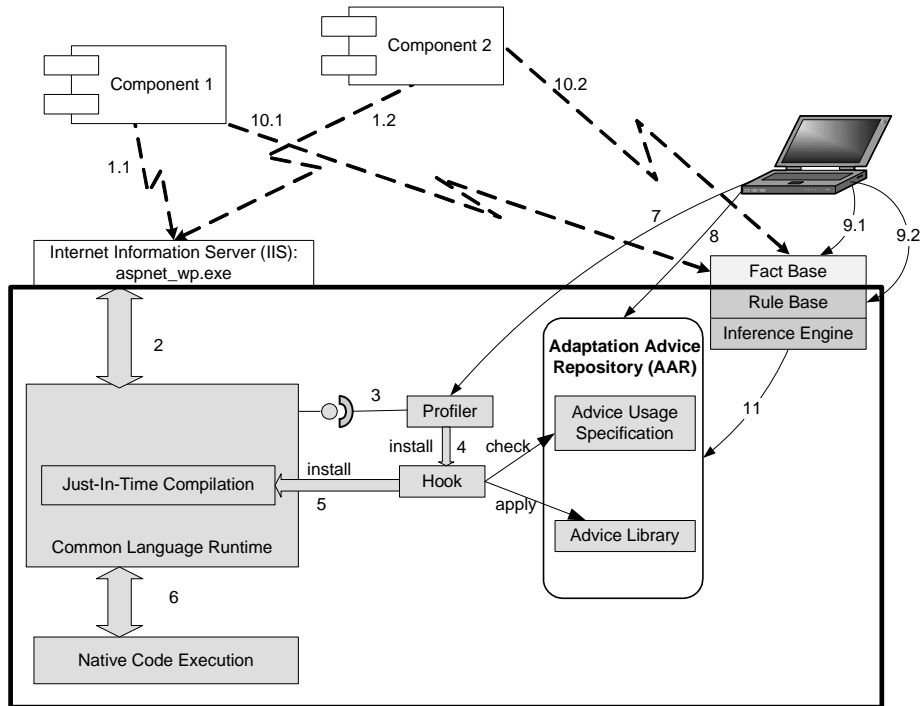 Component 2
Component 1
10.2
10.1
1.2
1.1
7
8
9.1
9.2
Internet Information Server (IIS):
aspnet_wp.exe
Fact Base
Rule Base
Inference Engine
2
Adaptation Advice
Repository (AAR)
3
Profiler
11
Advice Usage
Specification
install
4
check
install
Just-In-Time Compilation
Hook
5
apply
Advice Library
Common Language Runtime
6
Native Code Execution